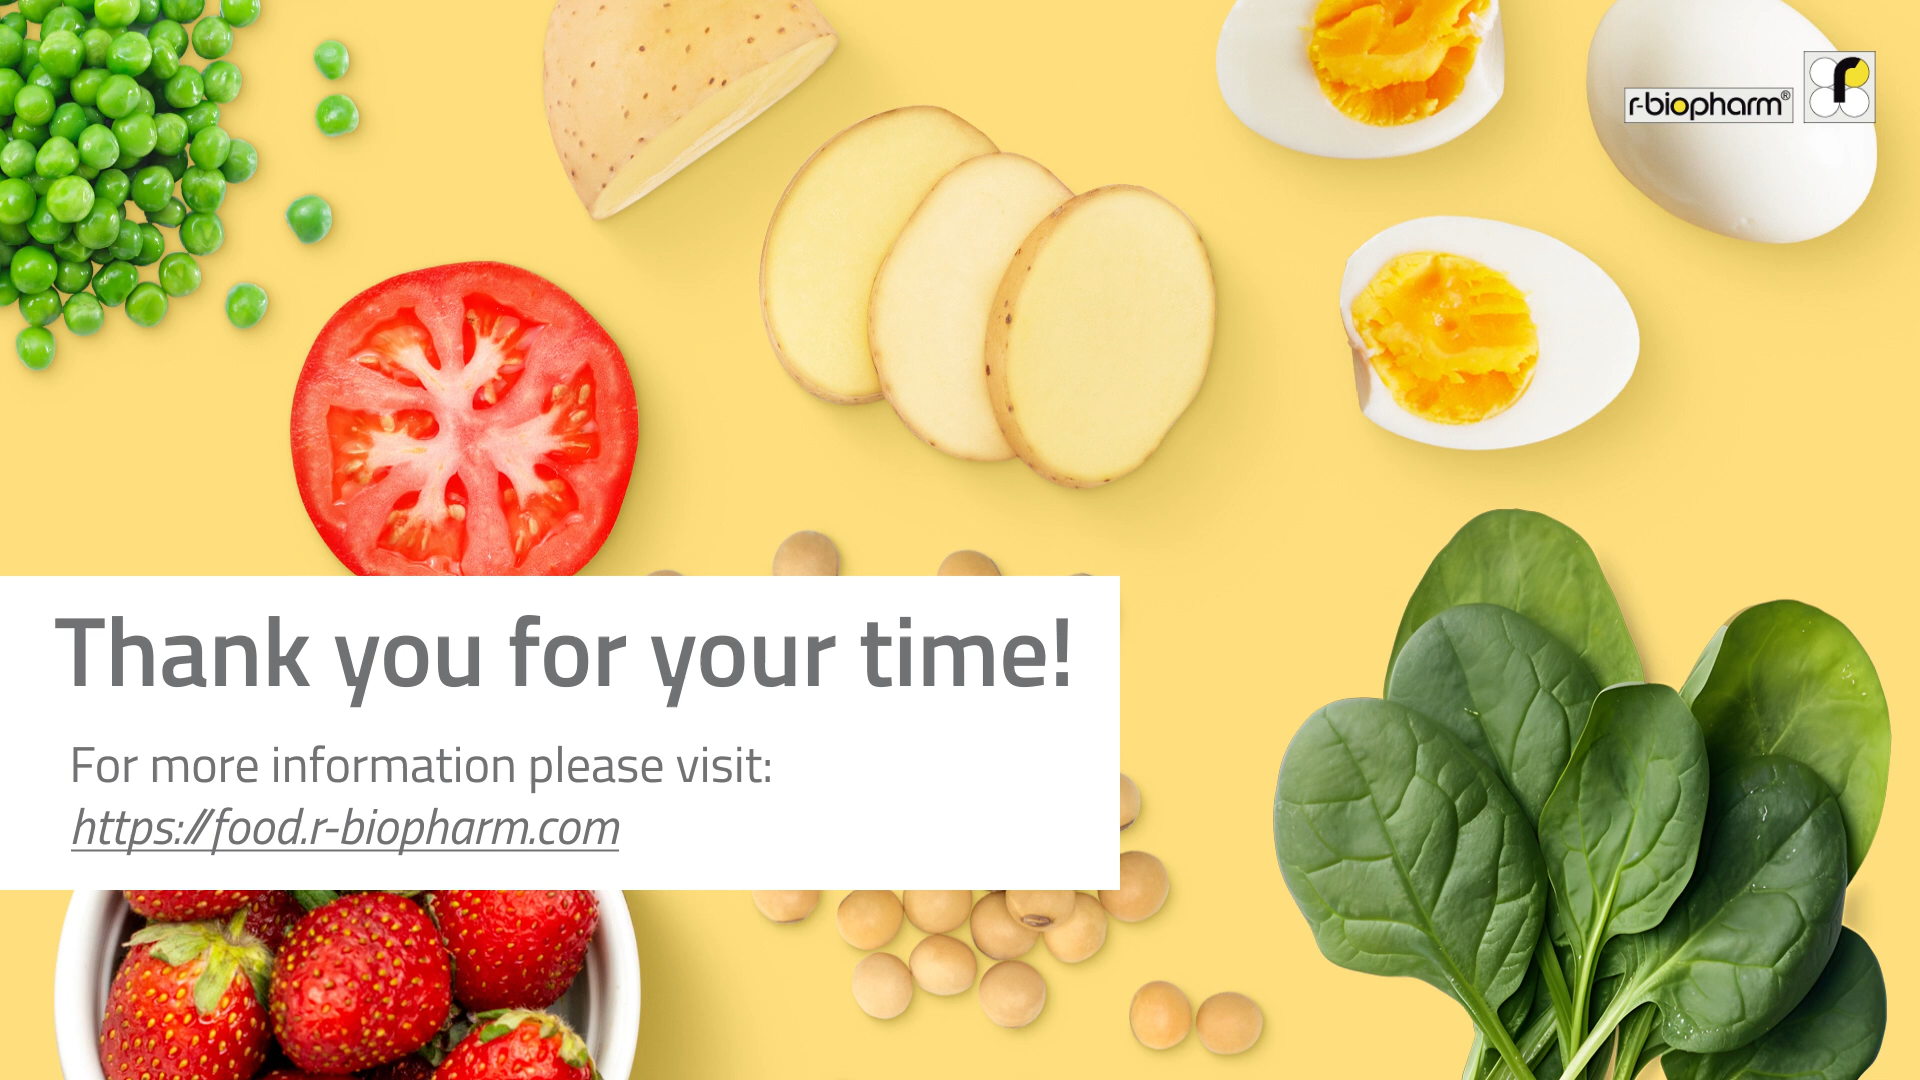 r-biopharm®
r
Thank you for your time!
For more information please visit:
https://food.r-biopharm.com